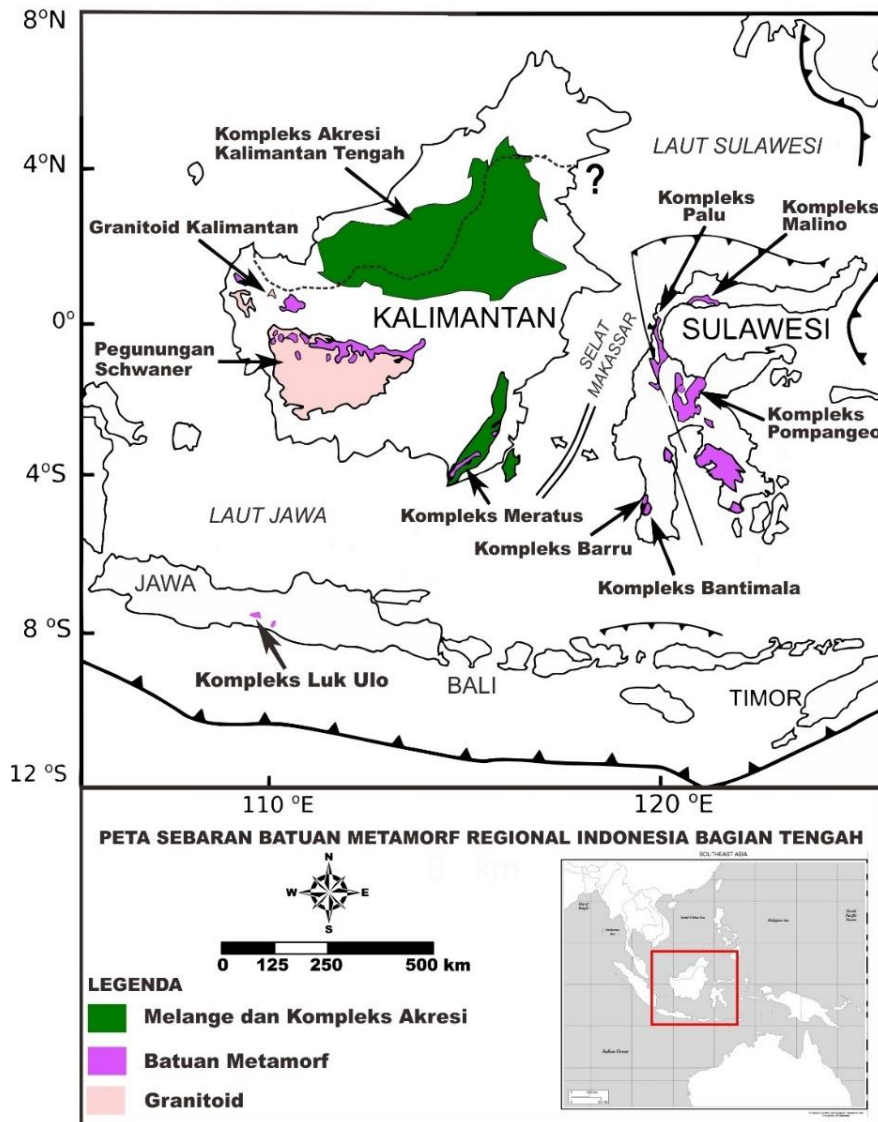 8°N
4°N
0°
4°S
8°S
12°S
110 °E
120 °E
Kompleks Akresi
Kalimantan Tengah
LAUT SULAWESI
?
Kompleks
Palu
Kompleks
Malino
Granitoid Kalimantan
KALIMANTAN
SELAT
MAKASSAR
SULAWESI
Pegunungan
Schwaner
Kompleks
Pompangeo
LAUT JAWA
Kompleks Meratus
Kompleks Barru
Kompleks Bantimala
JAWA
Kompleks Luk Ulo
BALI
TIMOR
PETA SEBARAN BATUAN METAMORF REGIONAL INDONESIA BAGIAN TENGAH
N
W
E
S
0 125 250 500 km
LEGENDA
Melange dan Kompleks Akresi
Batuan Metamorf
Granitoid
SOUTHEAST ASIA
Indian Ocean